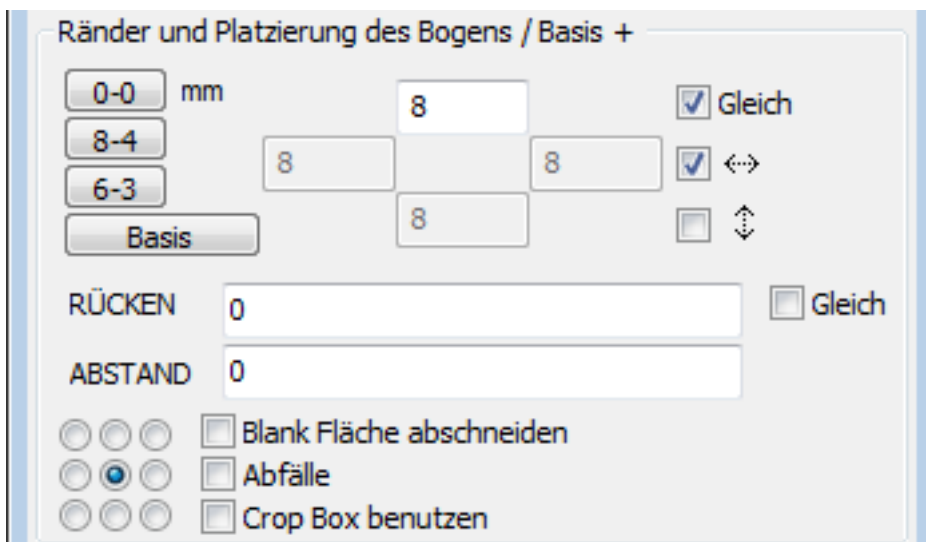 Ränder und Platzierung des Bogens / Basis +
0-0 mm 8 Gleich
8-4
8 8
6-3
8
Basis
RÜCKEN 0 Gleich
ABSTAND 0
Blank Fläche abschneiden
Abfälle
Crop Box benutzen